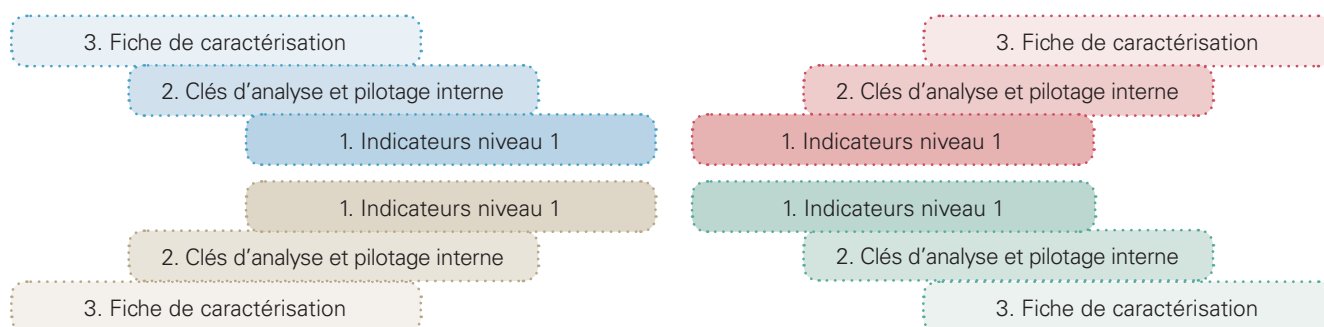 3. Fiche de caractérisation
2. Clés d'analyse et pilotage interne
1. Indicateurs niveau 1
3. Fiche de caractérisation
2. Clés d'analyse et pilotage interne
1. Indicateurs niveau 1
1. Indicateurs niveau 1
2. Clés d'analyse et pilotage interne
3. Fiche de caractérisation
1. Indicateurs niveau 1
2. Clés d'analyse et pilotage interne
3. Fiche de caractérisation